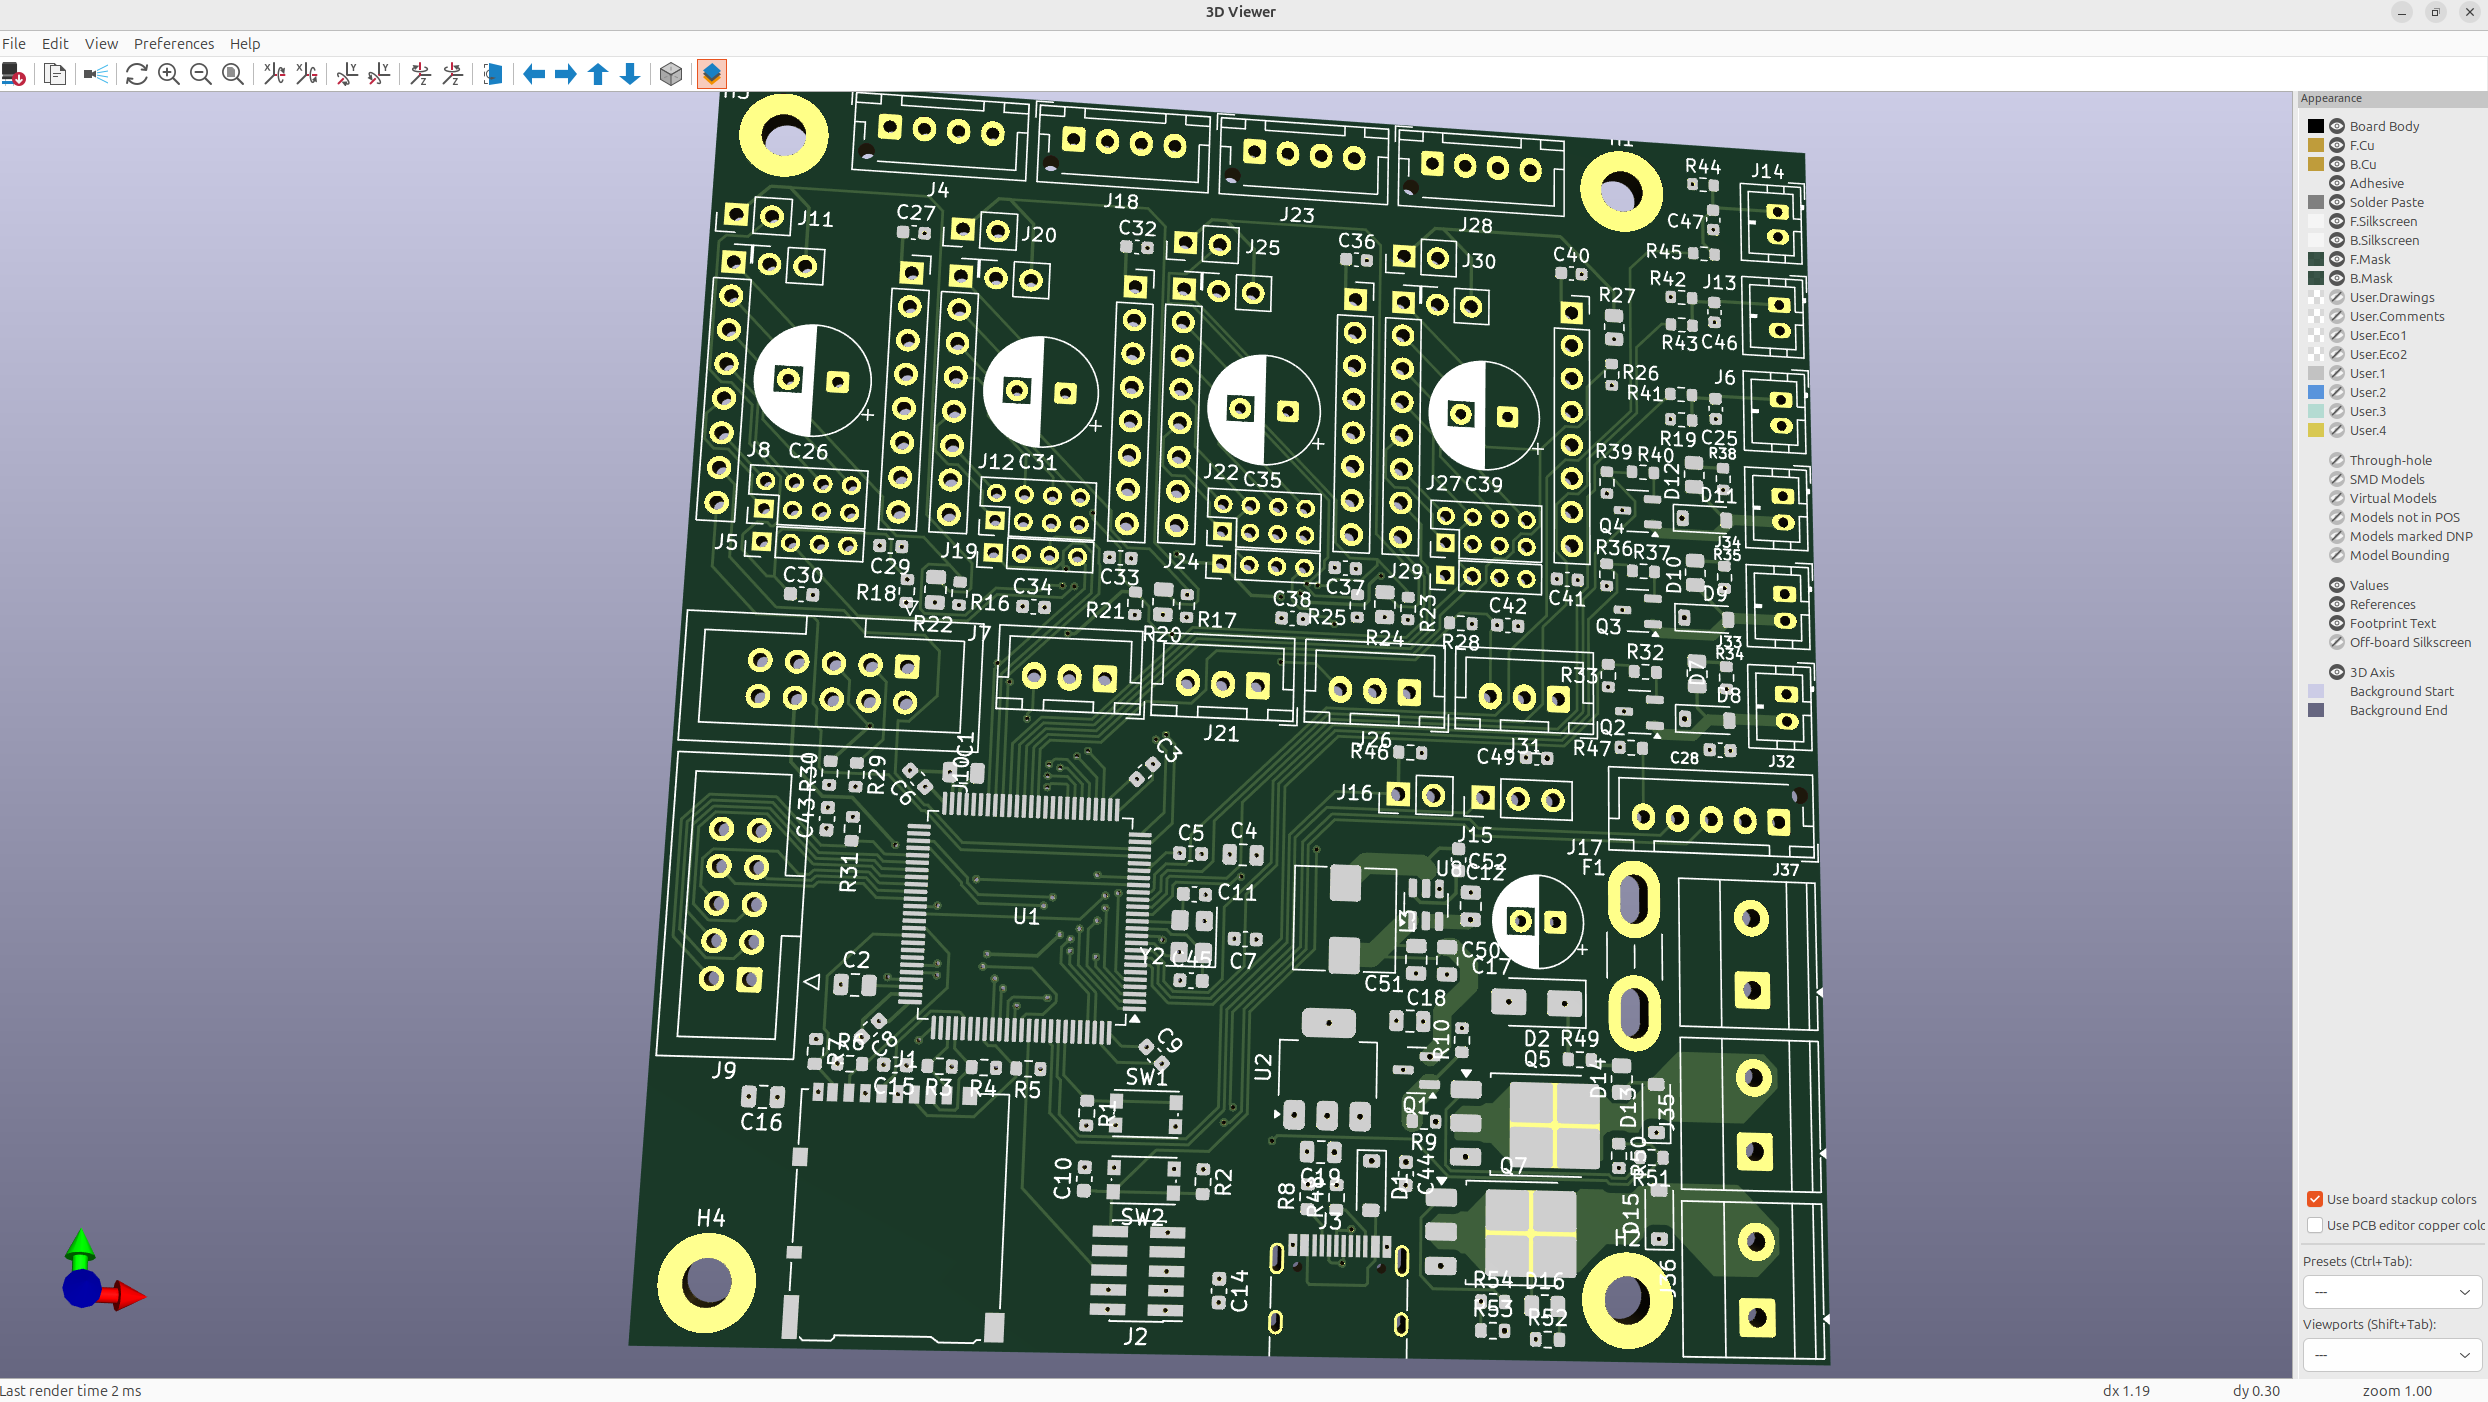 3D Viewer
File Edit View Preferences Help
Appearance
Board Body
F.Cu
B.Cu
Adhesive
Solder Paste
F.Silkscreen
B.Silkscreen
F.Mask
B.Mask
User.Drawings
User.Comments
User.Eco1
User.Eco2
User.1
User.2
User.3
User.4
Through-hole
SMD Models
Virtual Models
Models not in POS
Models marked DNP
Model Bounding
Values
References
Footprint Text
Off-board Silkscreen
3D Axis
Background Start
Background End
Use board stackup colors
Use PCB editor copper colo
Presets (Ctrl+Tab):
---
Viewports (Shift+Tab):
---
J4 J18 J23 J28 R44 J14
J11 C27 J20 C32 J25 C36 J30 C40 C47 R45
R42 J13 R27
R43 C46
R26 R41 J6
R19 C25
J8 C26 J12 C31 J22 C35 J27 C39 R39 R40 D12 R38 D11
Q4
J5 C29 J19 C33 J24 C37 J29 C41 R36 R37 J34 R35
C30 R18 R16 C34 R21 R17 C38 R25 R23 C42 D10 D9
R22 J7 R20 R24 R28 Q3 J33
R32 R34
R33 D7 D8
J21 J26 J31 Q2
R46 C49 R47 C28 J32
R30 R29 C6 J10 C1 C3
C43 J16
R31 C5 C4 J15 J17 J37
U8 C52 C12 F1
U1 C11 L3
C2 Y2 C45 C7 C50
C17
C51
C18
R10 D2 R49
Q5
J9 R7 R6 C8 J1 C9 U2 D14
C16 C15 R3 R4 R5 SW1 D13 J35
R1 Q1
R9 R50
C10 R2 C19 Q7 R51
R8 R48 D1 C44
H4 SW2 J3 D15 H2
J36
C14 R54 D16
R53 R52
J2
Z
X
Y
Last render time 2 ms
dx 1.19 dy 0.30 zoom 1.00